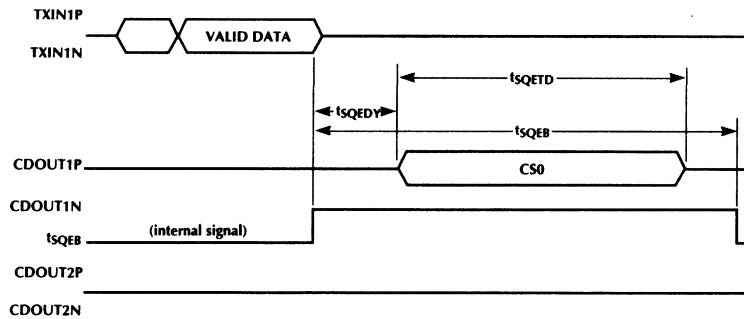 TXIN1P
VALID DATA
TXIN1N
tSQETD
tSQEDY
tSQEB
CDOUT1P
CS0
CDOUT1N
(internal signal)
tSQEB
CDOUT2P
CDOUT2N